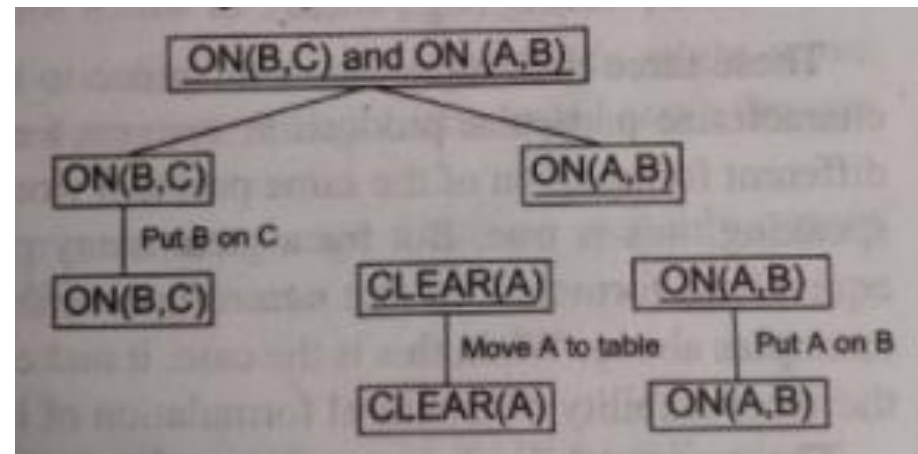 ON(B,C) and ON (A,B)
ON(B,C)
ON(A,B)
Put B on C
ON(B,C)
CLEAR(A)
ON(A,B)
Move A to table
Put A on B
CLEAR(A)
ON(A,B)